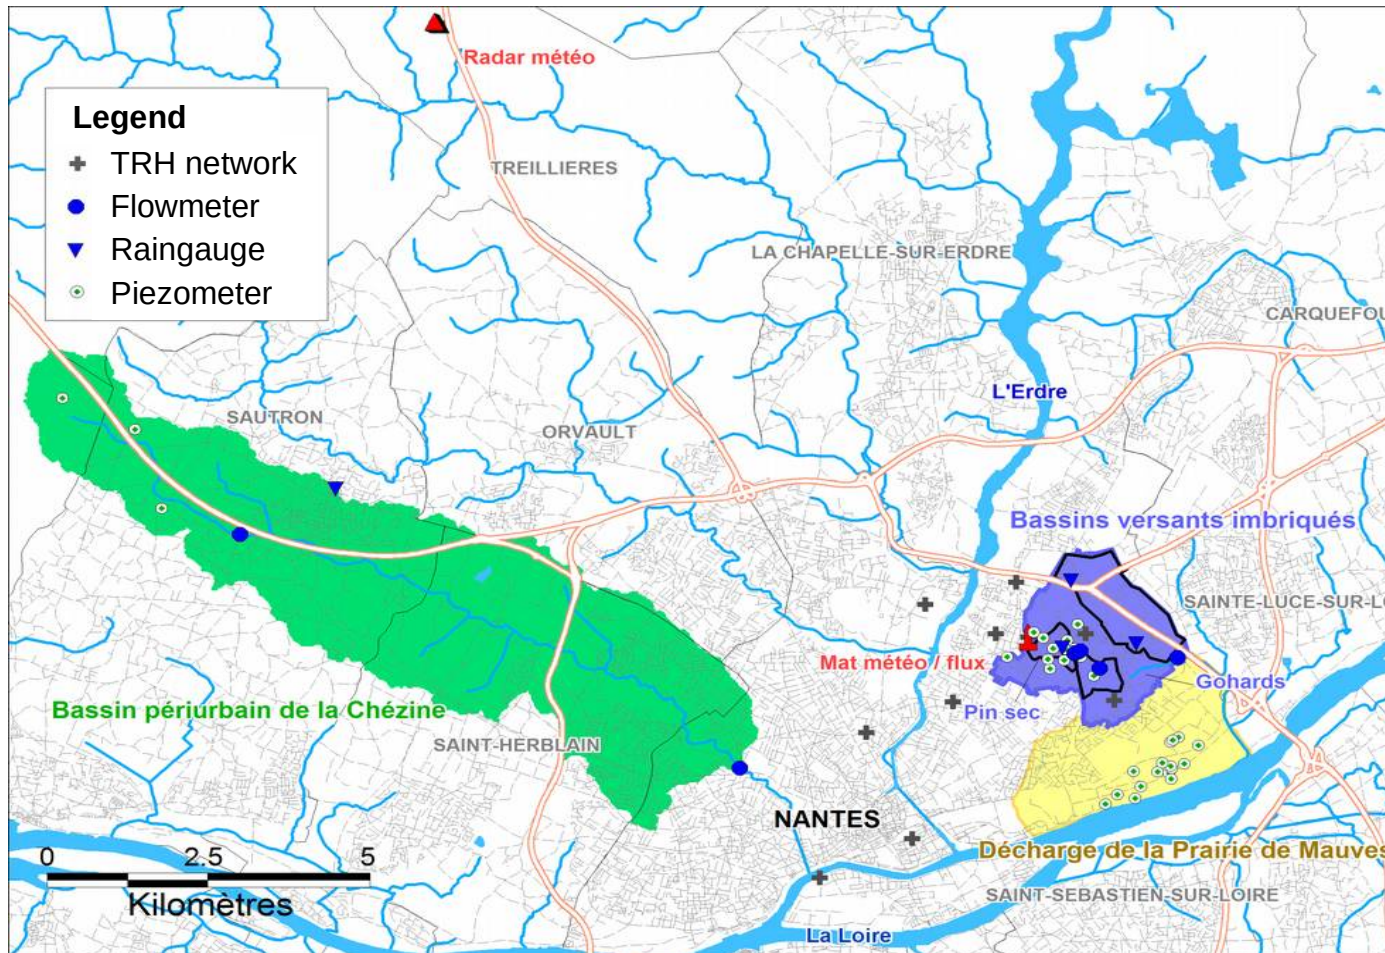 Radar météo
Legend
TRH network
Flowmeter
Raingauge
Piezometer
TREILLIERES
LA CHAPELLE-SUR-ERDRE
CARQUEFOU
L'Erdre
SAUTRON
ORVAULT
Bassins versants imbriqués
SAINTE-LUCE-SUR-LO
Mat météo / flux
Gohards
Pin sec
Bassin périurbain de la Chézine
SAINT-HERBLAIN
NANTES
Décharge de la Prairie de Mauves
0 2.5 5
Kilomètres
SAINT-SEBASTIEN-SUR-LOIRE
La Loire